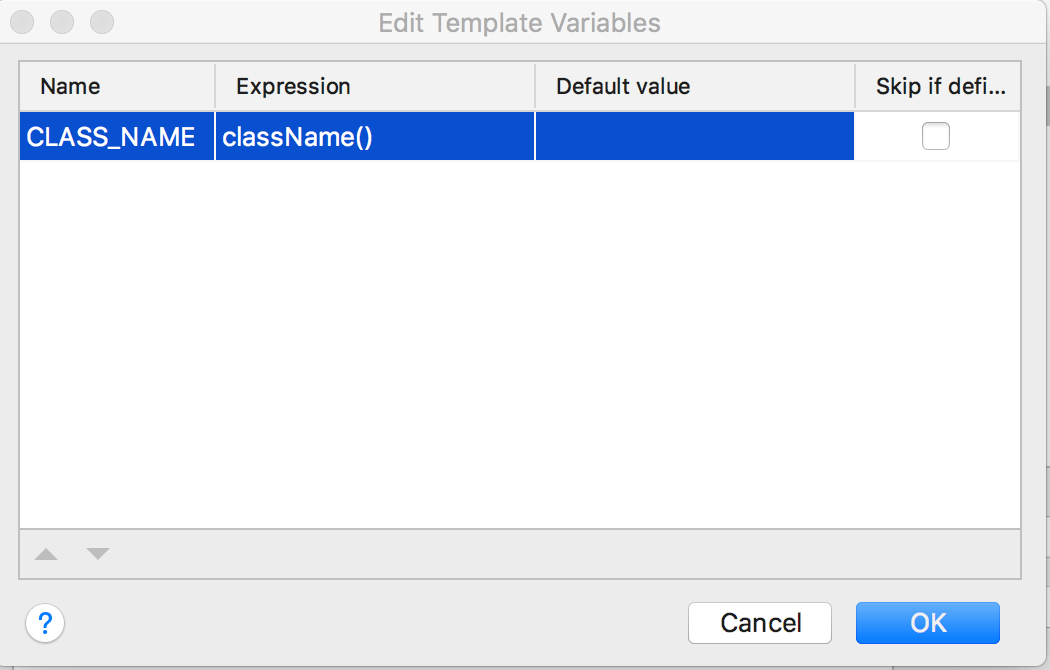 Edit Template Variables
Name Expression Default value Skip if defi...
CLASS_NAME className()
?
Cancel OK